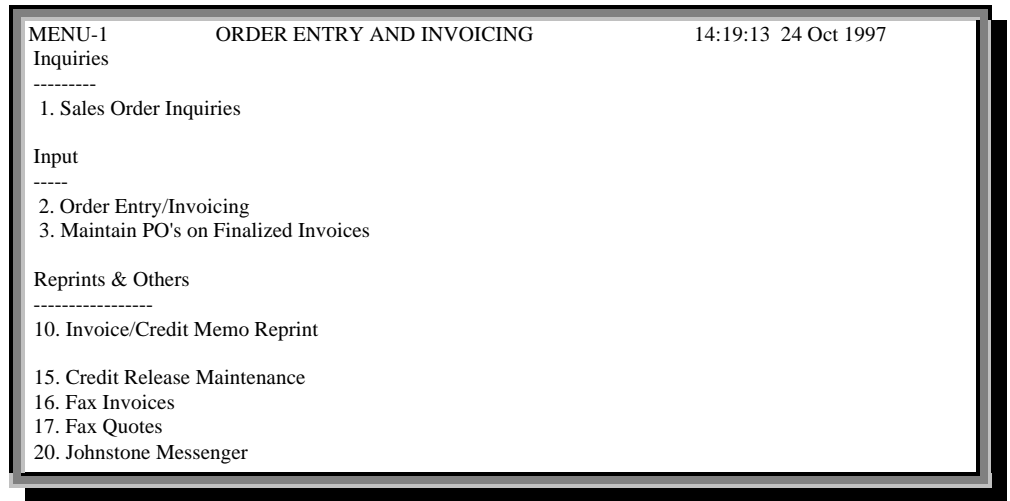 MENU-1 ORDER ENTRY AND INVOICING 14:19:13 24 Oct 1997
Inquiries
---------
1. Sales Order Inquiries
Input
-----
2. Order Entry/Invoicing
3. Maintain PO's on Finalized Invoices
Reprints & Others
-----------------
10. Invoice/Credit Memo Reprint
15. Credit Release Maintenance
16. Fax Invoices
17. Fax Quotes
20. Johnstone Messenger